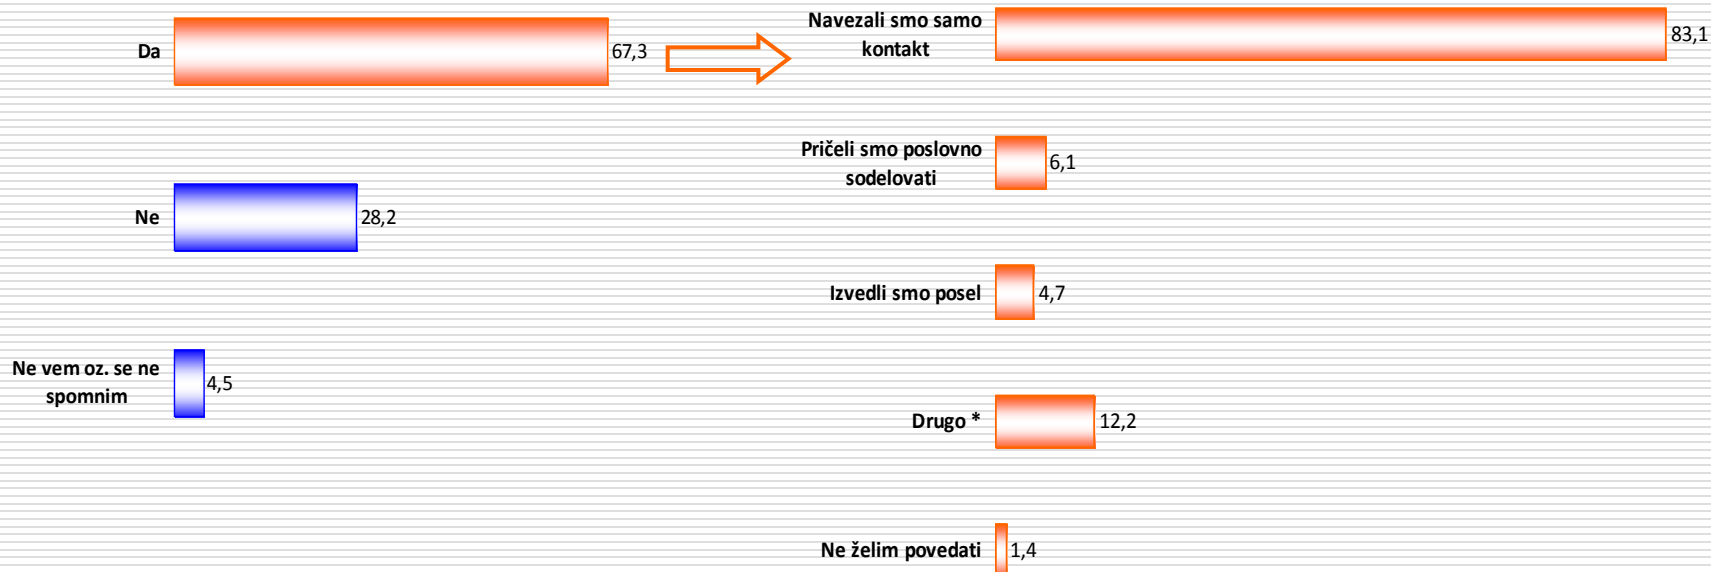 Da
67,3
Ne
28,2
Ne vem oz. se ne
spomnim
4,5
Navezali smo samo
kontakt
83,1
Pričeli smo poslovno
sodelovati
6,1
Izvedli smo posel
4,7
Drugo *
12,2
Ne želim povedati
1,4